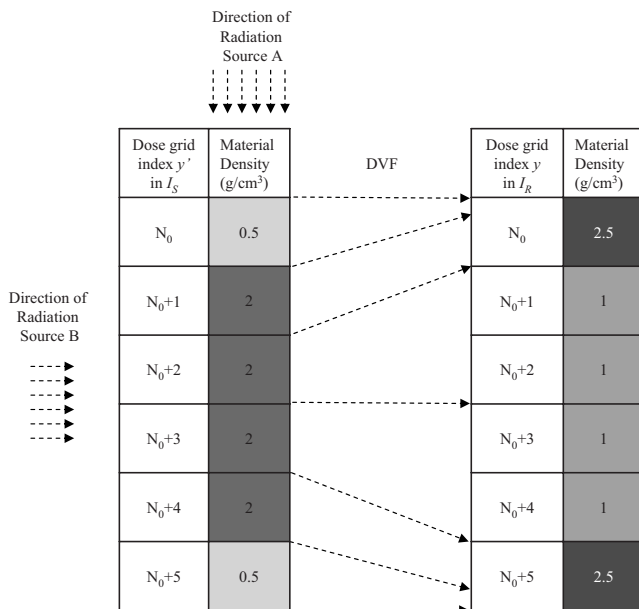 Direction of
Radiation
Source A
Dose grid
index y'
in I_S
Material
Density
(g/cm³)
DVF
Dose grid
index y
in I_R
Material
Density
(g/cm³)
N₀ 0.5 N₀ 2.5
Direction of
Radiation
Source B
N₀+1 2 N₀+1 1
N₀+2 2 N₀+2 1
N₀+3 2 N₀+3 1
N₀+4 2 N₀+4 1
N₀+5 0.5 N₀+5 2.5